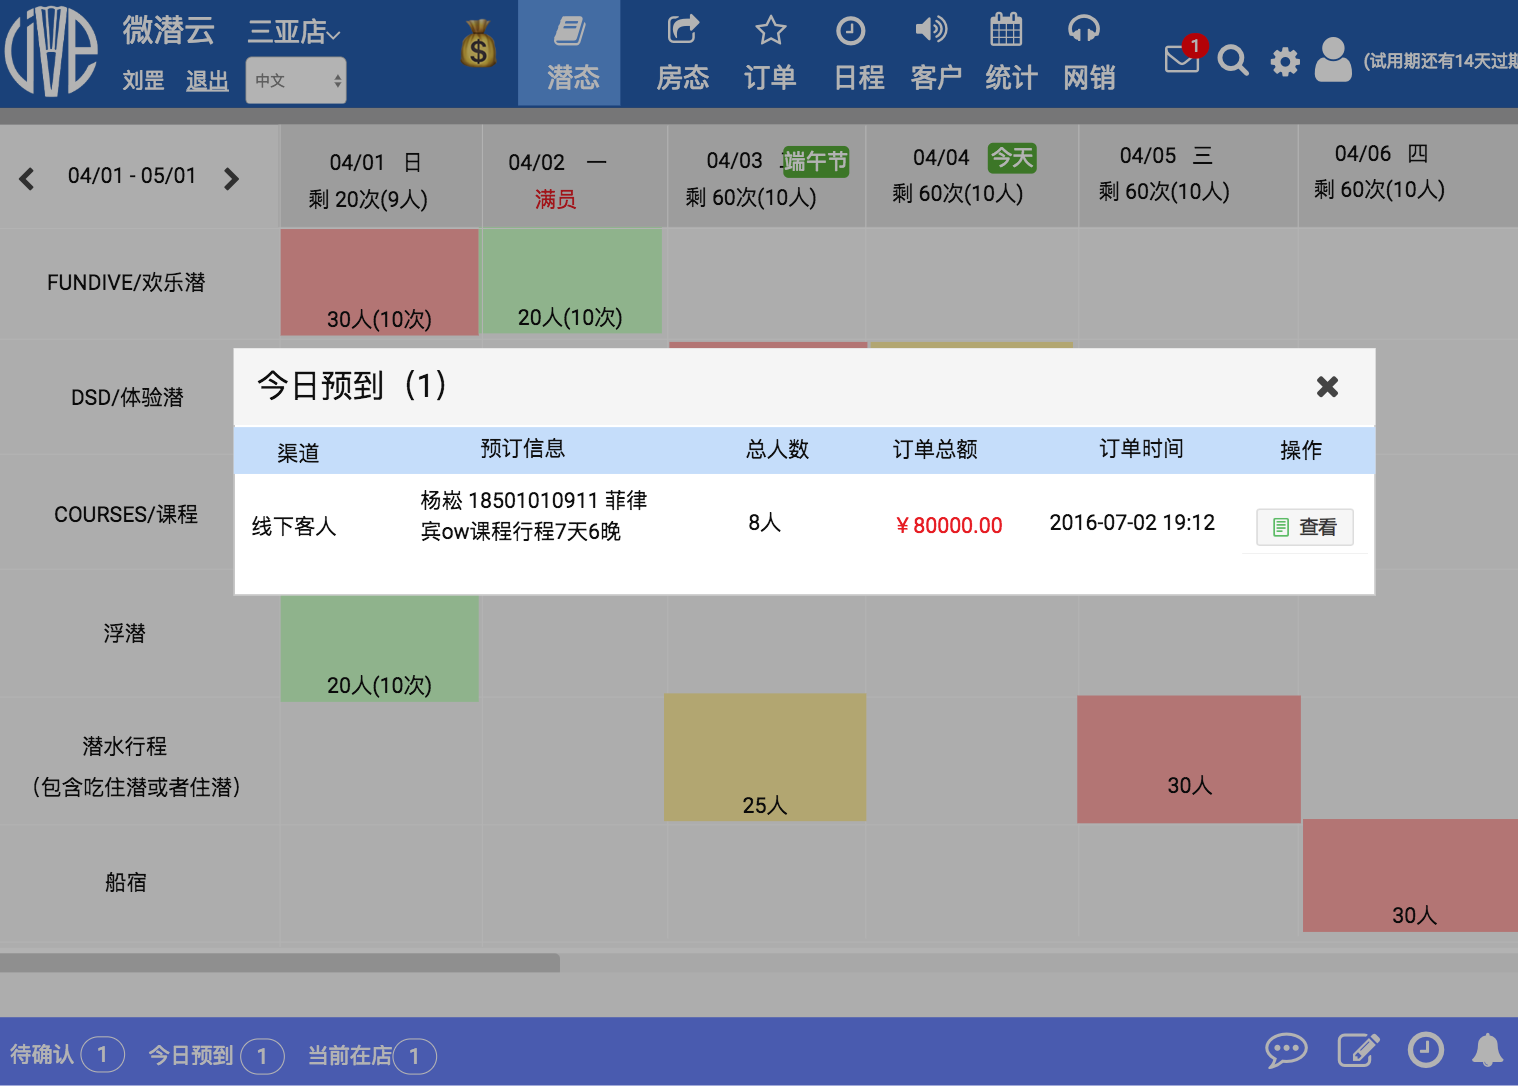 LIVE
微潜云 三亚店
刘罡 退出 中文
潜态 房态 订单 日程 客户 统计 网销
1
(试用期还有14天过期
04/01 - 05/01
04/01 日
剩 20次(9人)
04/02 一
满员
04/03 端午节
剩 60次(10人)
04/04 今天
剩 60次(10人)
04/05 三
剩 60次(10人)
04/06 四
剩 60次(10人)
FUNDIVE/欢乐潜
30人(10次) 20人(10次)
DSD/体验潜
COURSES/课程
今日预到（1）
渠道 预订信息 总人数 订单总额 订单时间 操作
线下客人
杨崧 18501010911 菲律
宾ow课程行程7天6晚
8人 ¥80000.00 2016-07-02 19:12 查看
浮潜
20人(10次)
潜水行程
（包含吃住潜或者住潜）
25人 30人
船宿
30人
待确认 1 今日预到 1 当前在店 1